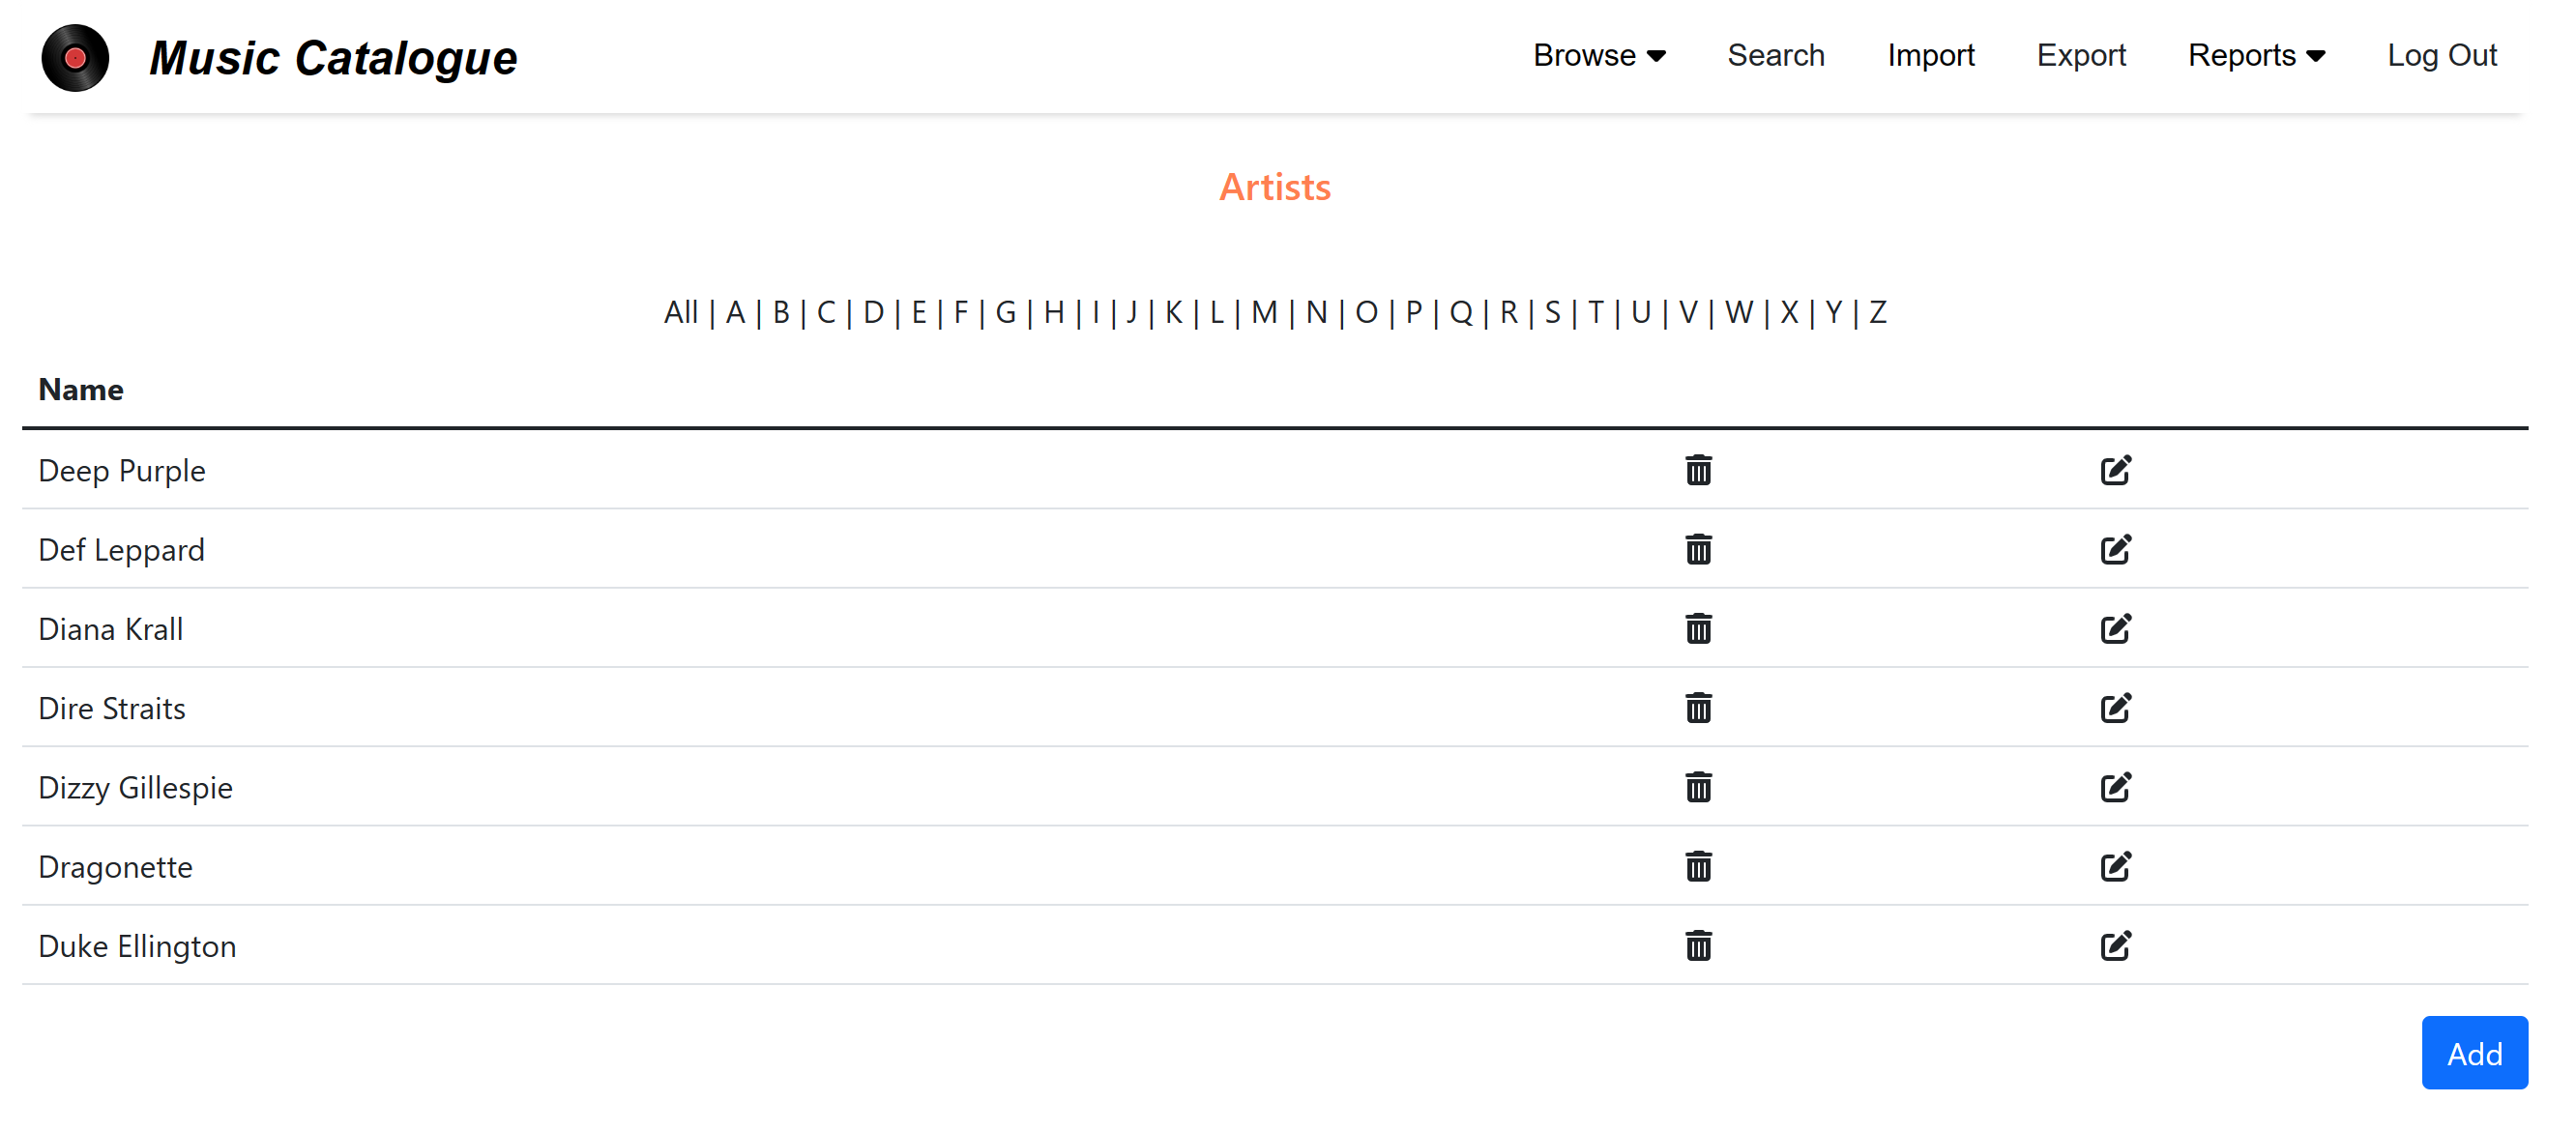 Music Catalogue Browse Search Import Export Reports Log Out
Artists
All | A | B | C | D | E | F | G | H | I | J | K | L | M | N | O | P | Q | R | S | T | U | V | W | X | Y | Z
Name
Deep Purple
Def Leppard
Diana Krall
Dire Straits
Dizzy Gillespie
Dragonette
Duke Ellington
Add